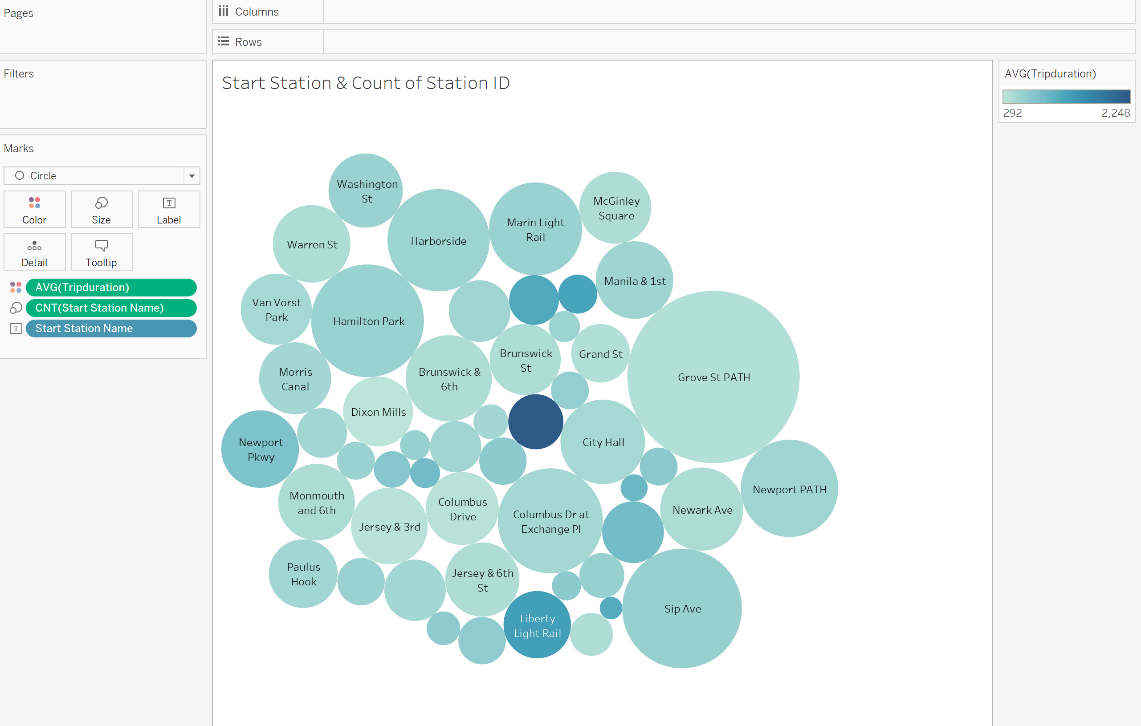 Pages
Columns
Rows
Filters
Start Station & Count of Station ID
AVG(Tripduration)
292 2,248
Marks
Circle
Color
Size
Label
Detail
Tooltip
AVG(Tripduration)
CNT(Start Station Name)
Start Station Name
Washington
St
McGinley
Square
Marin Light
Rail
Warren St
Harborside
Manila & 1st
Van Vorst
Park
Hamilton Park
Brunswick
St
Grand St
Morris
Canal
Brunswick &
6th
Grove St PATH
Dixon Mills
Newport
Pkwy
City Hall
Newport PATH
Monmouth
and 6th
Columbus
Drive
Newark Ave
Jersey & 3rd
Columbus Dr at
Exchange Pl
Paulus
Hook
Jersey & 6th
St
Sip Ave
Liberty
Light Rail